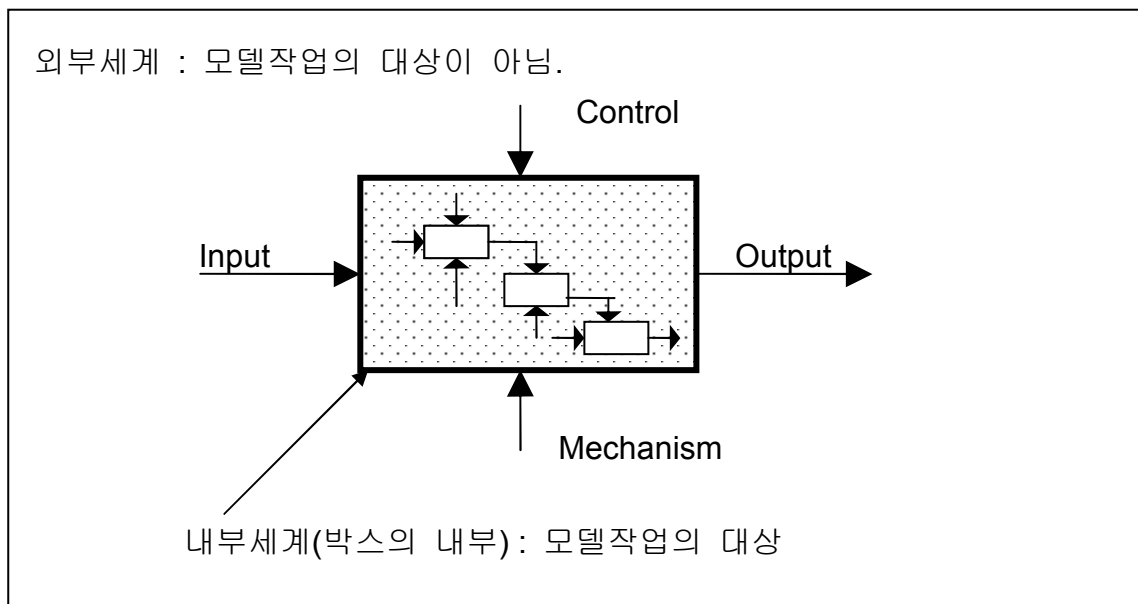 외부세계 : 모델작업의 대상이 아님.
Control
Input
Output
Mechanism
내부세계(박스의 내부) : 모델작업의 대상